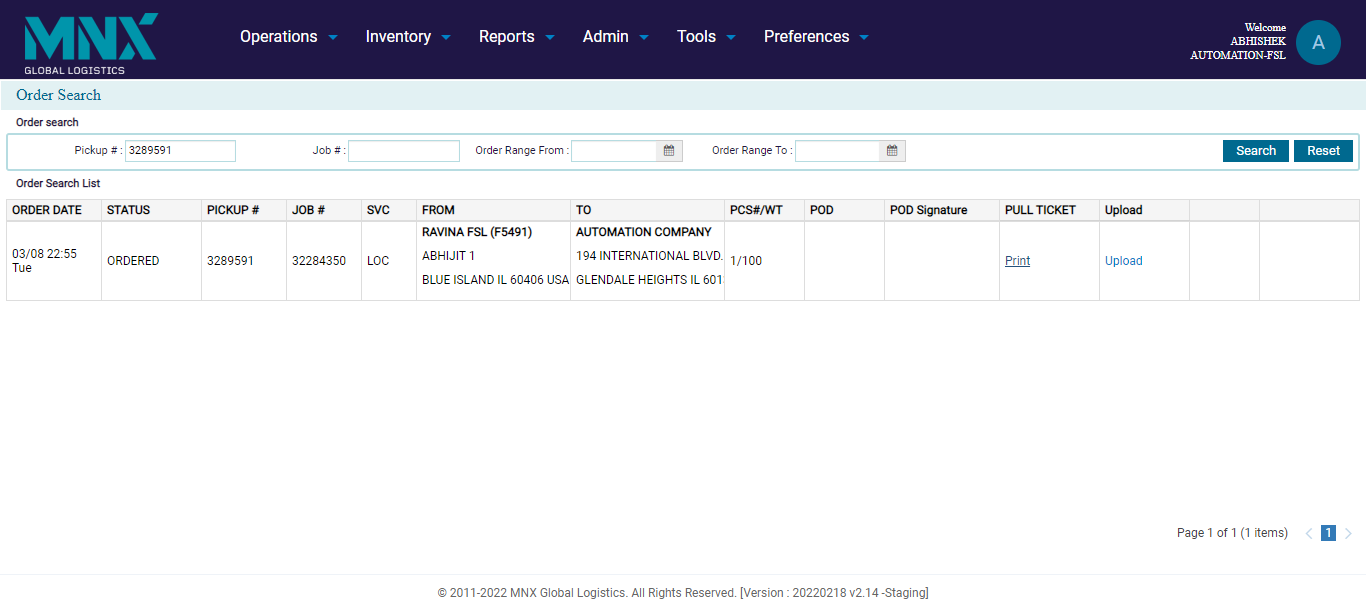 MNX
GLOBAL LOGISTICS
Operations Inventory Reports Admin Tools Preferences
Welcome
ABHISHEK
AUTOMATION-FSL
A
Order Search
Order search
Pickup # : 3289591 Job # : Order Range From : Order Range To : Search Reset
Order Search List
ORDER DATE STATUS PICKUP # JOB # SVC FROM TO PCS#/WT POD POD Signature PULL TICKET Upload
03/08 22:55
Tue
ORDERED
3289591
32284350
LOC
RAVINA FSL (F5491)
ABHIJIT 1
BLUE ISLAND IL 60406 USA
AUTOMATION COMPANY
194 INTERNATIONAL BLVD.
GLENDALE HEIGHTS IL 601
1/100
Print
Upload
Page 1 of 1 (1 items) 1
© 2011-2022 MNX Global Logistics. All Rights Reserved. [Version : 20220218 v2.14 -Staging]